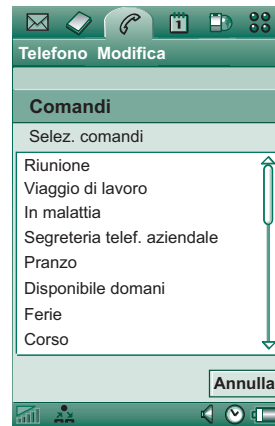 1
Telefono Modifica
Comandi
Selez. comandi
Riunione
Viaggio di lavoro
In malattia
Segreteria telef. aziendale
Pranzo
Disponibile domani
Ferie
Corso
Annulla